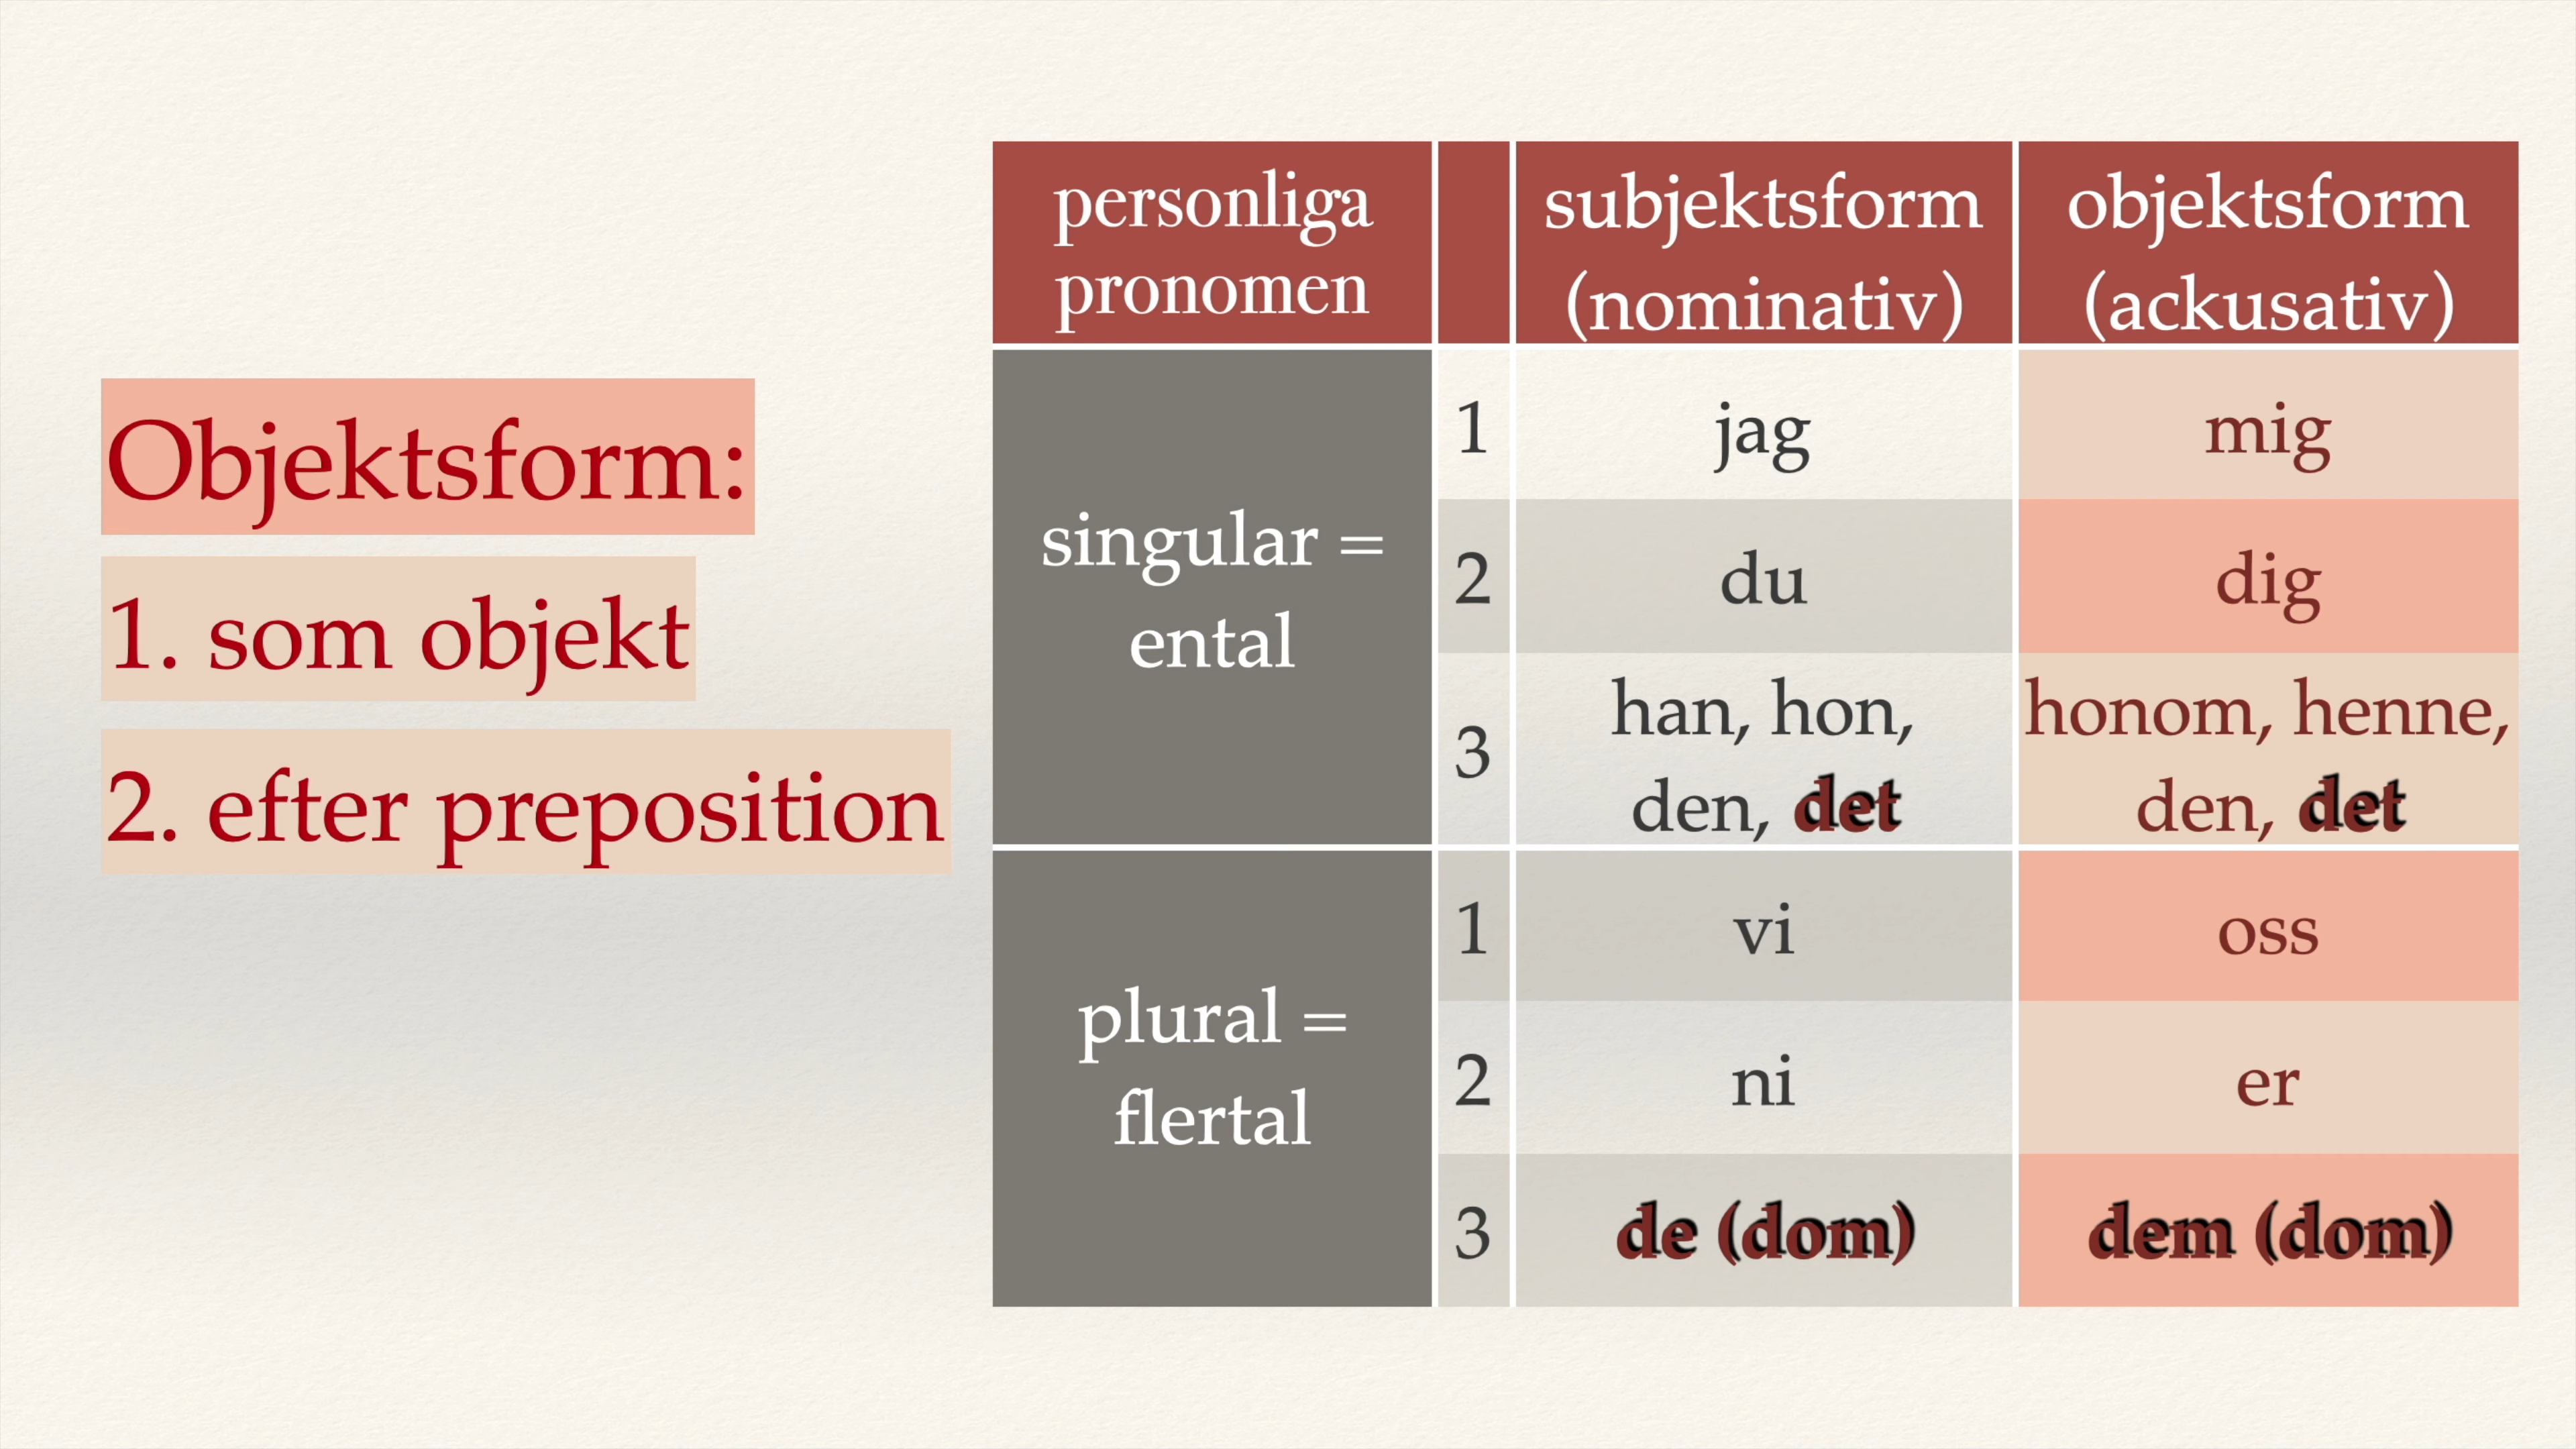 Objektsform:
1. som objekt
2. efter preposition
personliga
pronomen
subjektsform
(nominativ)
objektsform
(ackusativ)
singular =
ental
1
jag
mig
2
du
dig
3
han, hon,
den, det
honom, henne,
den, det
plural =
flertal
1
vi
oss
2
ni
er
3
de (dom)
dem (dom)